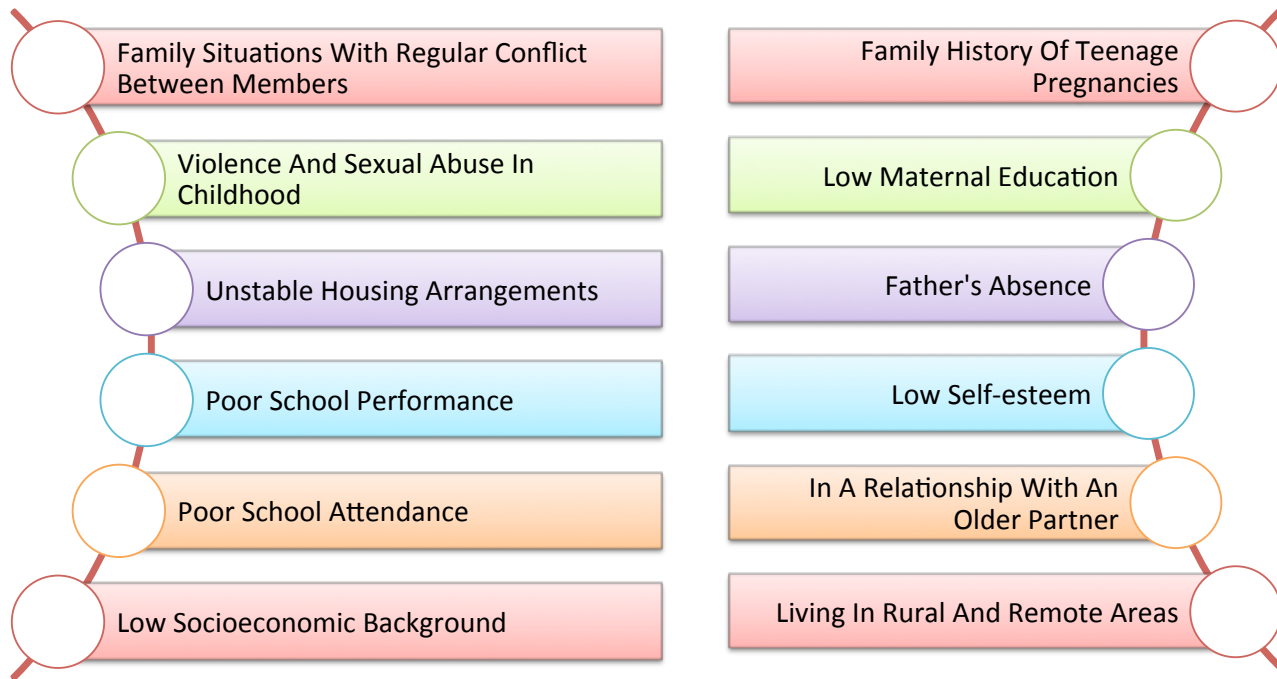 Family Situations With Regular Conflict
Between Members
Violence And Sexual Abuse In
Childhood
Unstable Housing Arrangements
Poor School Performance
Poor School Attendance
Low Socioeconomic Background
Family History Of Teenage
Pregnancies
Low Maternal Education
Father's Absence
Low Self-esteem
In A Relationship With An
Older Partner
Living In Rural And Remote Areas